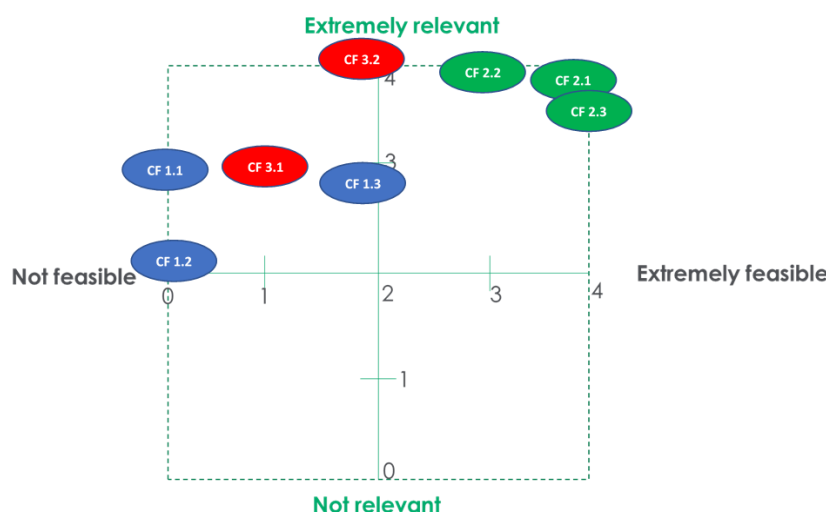 Extremely relevant
CF 3.2
4
CF 2.2
CF 2.1
CF 2.3
CF 1.1
CF 3.1
3
CF 1.3
CF 1.2
Not feasible
Extremely feasible
0
1
2
3
4
1
0
Not relevant